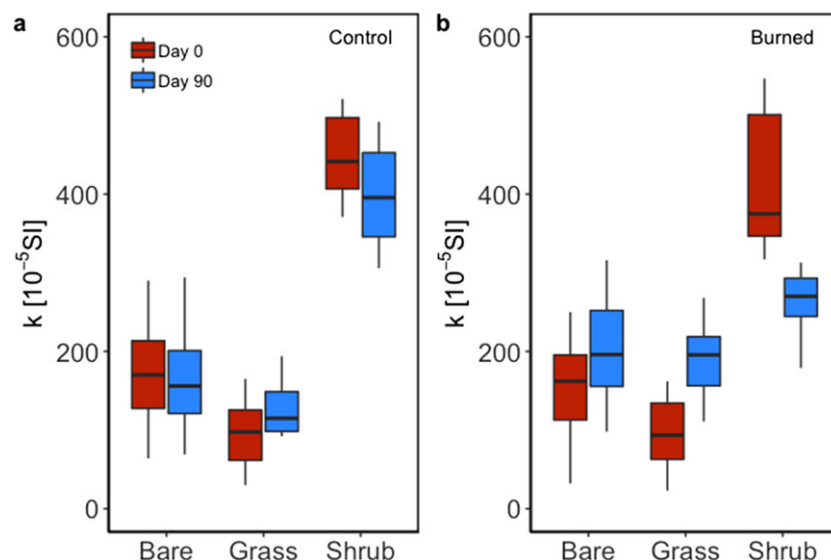 a
Control
Day 0
Day 90
k [10⁻⁵SI]
600
400
200
0
Bare Grass Shrub
b
Burned
k [10⁻⁵SI]
600
400
200
0
Bare Grass Shrub